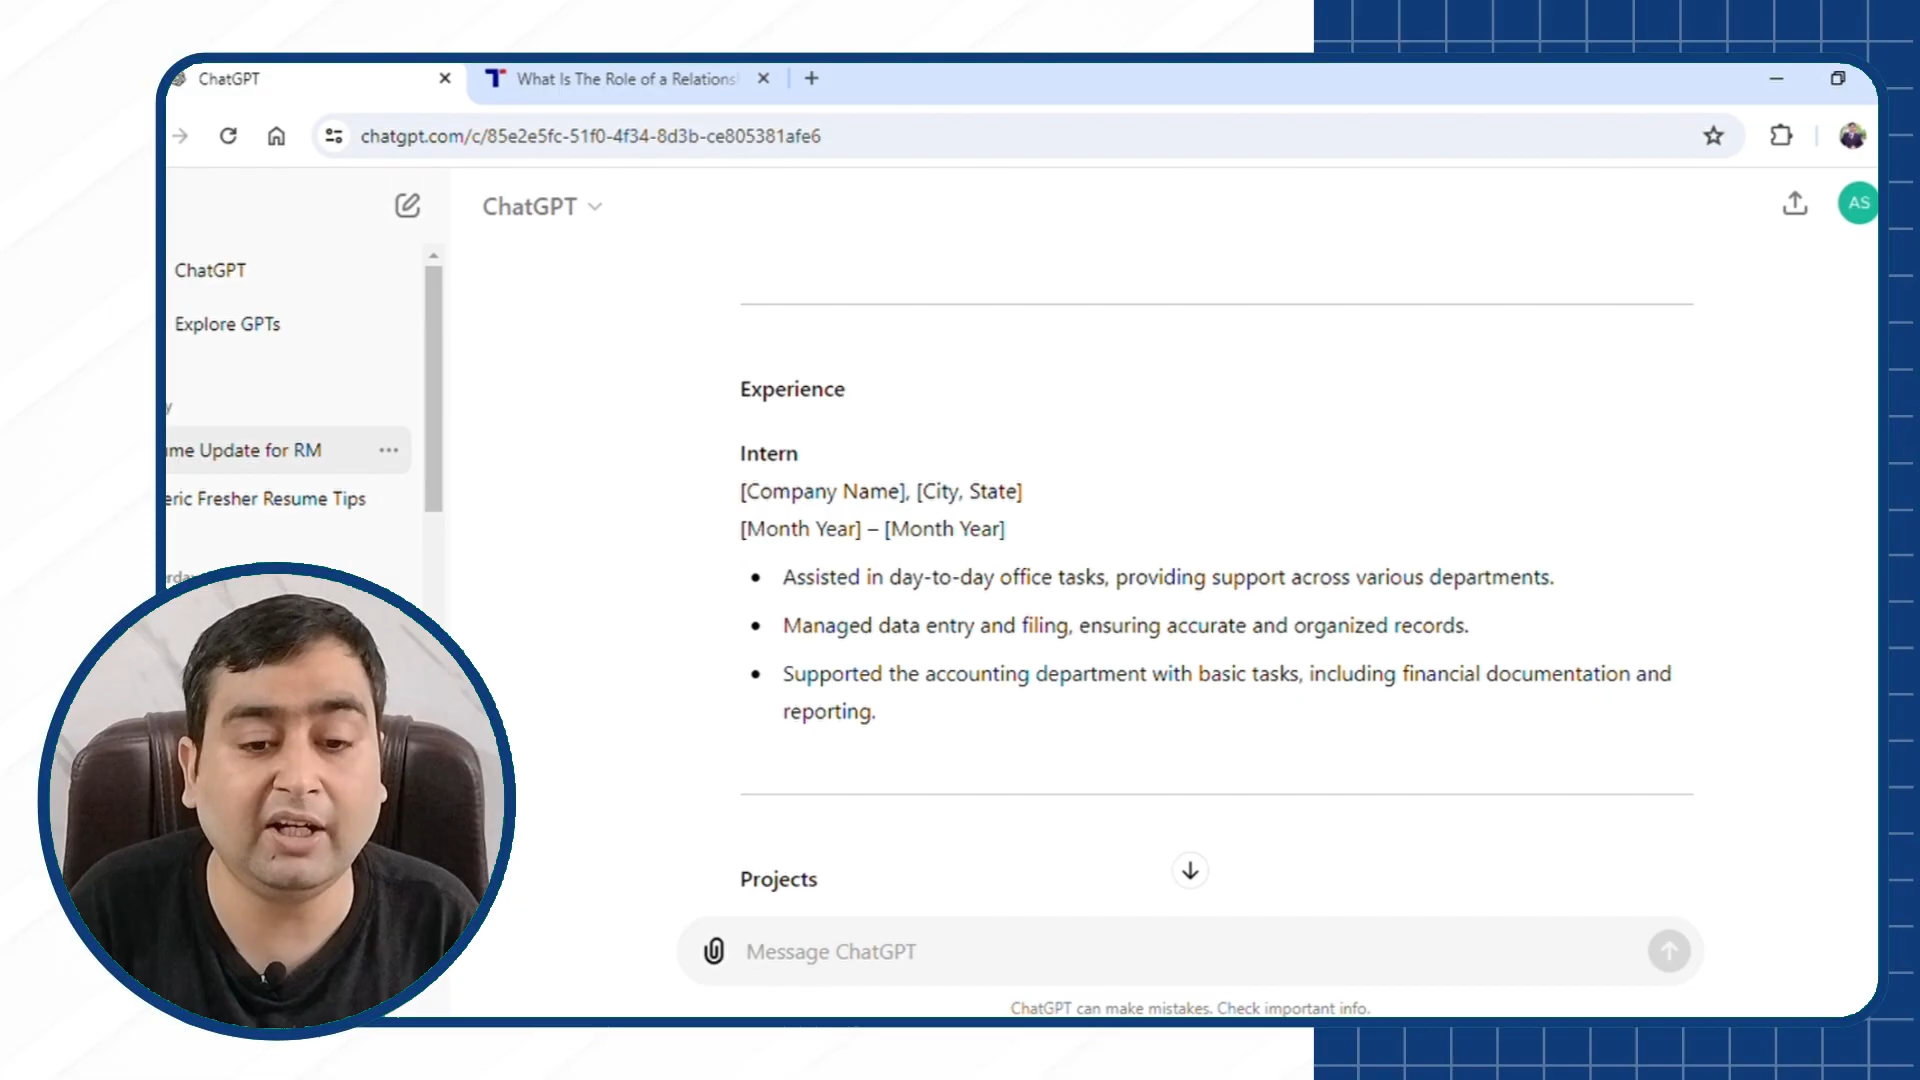 ChatGPT
What Is The Role of a Relations
chatgpt.com/c/85e2e5fc-51f0-4f34-8d3b-ce805381afe6
ChatGPT
AS
ChatGPT
Explore GPTs
Update for RM
Fresher Resume Tips
Experience
Intern
[Company Name], [City, State]
[Month Year] – [Month Year]
• Assisted in day-to-day office tasks, providing support across various departments.
• Managed data entry and filing, ensuring accurate and organized records.
• Supported the accounting department with basic tasks, including financial documentation and
reporting.
Projects
Message ChatGPT
ChatGPT can make mistakes. Check important info.